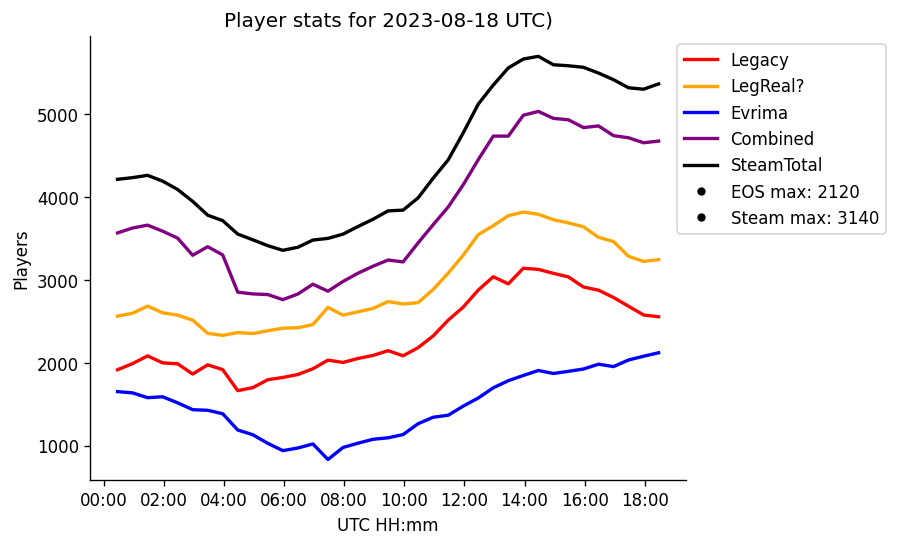 Player stats for 2023-08-18 UTC)
Legacy
LegReal?
Evrima
Combined
SteamTotal
EOS max: 2120
Steam max: 3140
Players
5000
4000
3000
2000
1000
00:00 02:00 04:00 06:00 08:00 10:00 12:00 14:00 16:00 18:00
UTC HH:mm